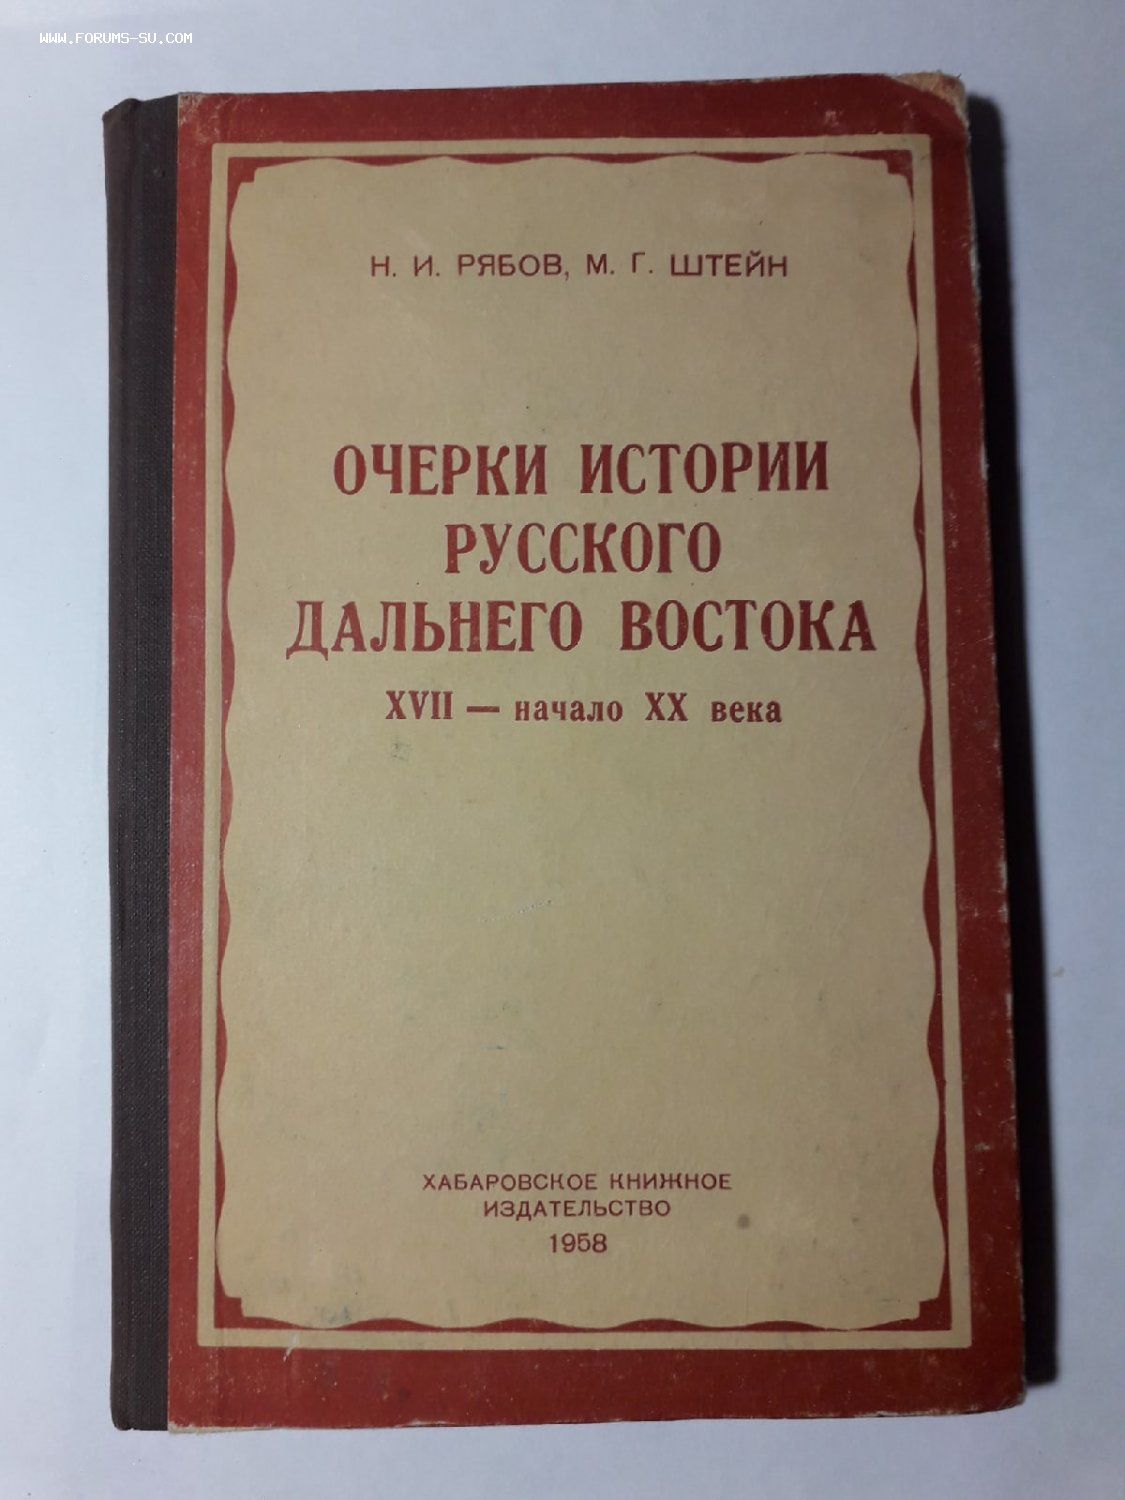 WWW.FORUMS-SU.COM
Н. И. РЯБОВ, М. Г. ШТЕЙН
ОЧЕРКИ ИСТОРИИ
РУССКОГО
ДАЛЬНЕГО ВОСТОКА
XVII — начало XX века
ХАБАРОВСКОЕ КНИЖНОЕ
ИЗДАТЕЛЬСТВО
1958